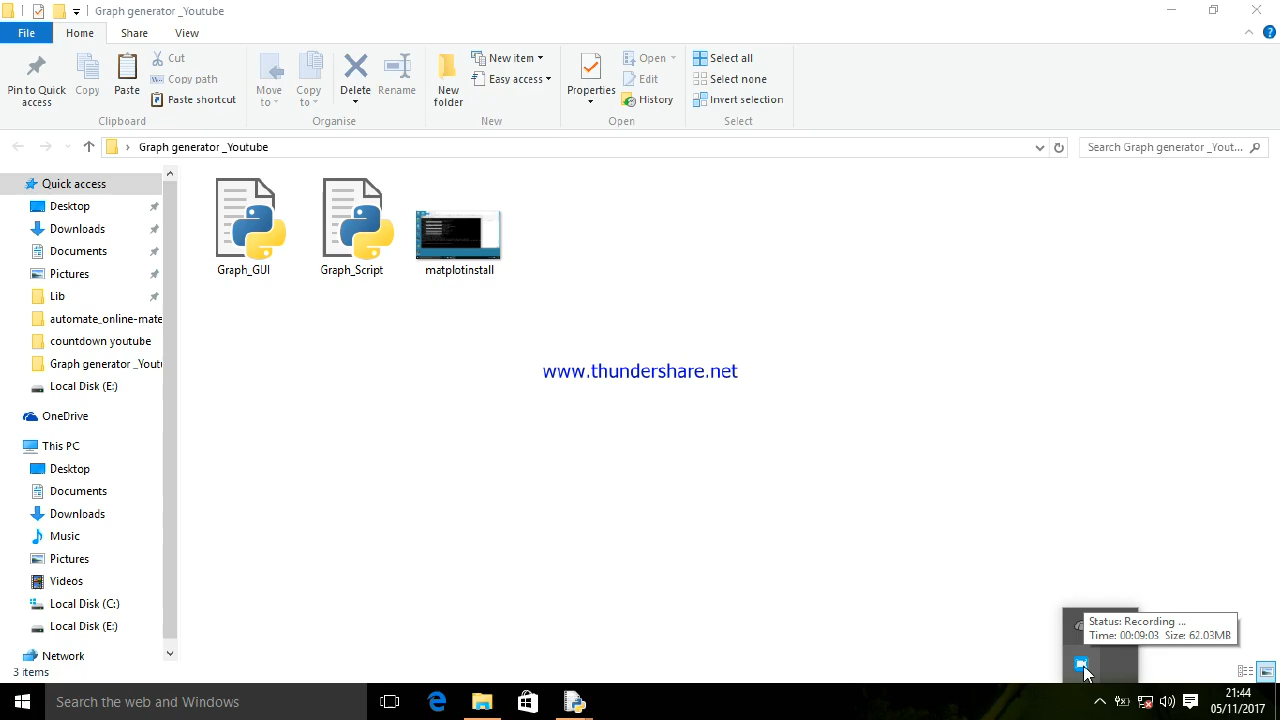 Graph generator _Youtube
File
Home
Share
View
Pin to Quick access
Copy
Paste
Cut
Copy path
Paste shortcut
Clipboard
Move to
Copy to
Delete
Rename
Organise
New folder
New item
Easy access
New
Properties
Open
Edit
History
Open
Select all
Select none
Invert selection
Select
Graph generator _Youtube
Search Graph generator _Yout...
Quick access
Desktop
Downloads
Documents
Pictures
Lib
automate_online-mate
countdown youtube
Graph generator _Youtu
Local Disk (E:)
OneDrive
This PC
Desktop
Documents
Downloads
Music
Pictures
Videos
Local Disk (C:)
Local Disk (E:)
Network
Graph_GUI
Graph_Script
matplotinstall
www.thundershare.net
Status: Recording ...
Time: 00:09:03 Size: 62.03MB
3 items
Search the web and Windows
21:44
05/11/2017